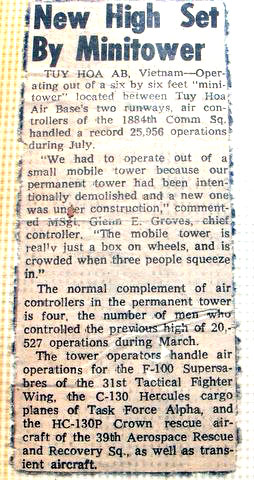 New High Set
By Minitower
TUY HOA AB, Vietnam—Oper-
ating out of a six by six feet "mini-
tower" located between Tuy Hoa
Air Base's two runways, air con-
trollers of the 1884th Comm Sq.
handled a record 25,956 operations
during July.
"We had to operate out of a
small mobile tower because our
permanent tower had been inten-
tionally demolished and a new one
was under construction," comment-
ed MSgt. Glenn E. Groves, chief
controller. "The mobile tower is
really just a box on wheels, and is
crowded when three people squeeze
in."
The normal complement of air
controllers in the permanent tower
is four, the number of men who
controlled the previous high of 20,-
527 operations during March.
The tower operators handle air
operations for the F-100 Supersa-
bres of the 31st Tactical Fighter
Wing, the C-130 Hercules cargo
planes of Task Force Alpha, and
the HC-130P Crown rescue air-
craft of the 39th Aerospace Rescue
and Recovery Sq., as well as trans-
ient aircraft.